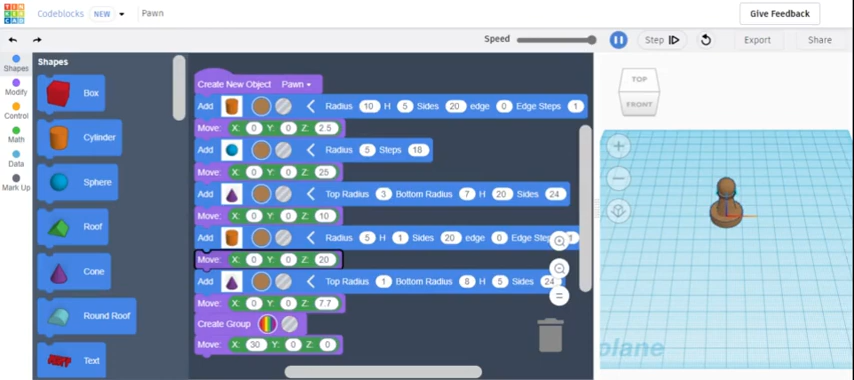 TIN
KER
CAD
Codeblocks NEW Pawn
Give Feedback
Speed Step Export Share
Shapes
Modify
Control
Math
Data
Mark Up
Shapes
Box
Cylinder
Sphere
Roof
Cone
Round Roof
Text
Create New Object Pawn
Add Radius 10 H 5 Sides 20 edge 0 Edge Steps 1
Move: X: 0 Y: 0 Z: 2.5
Add Radius 5 Steps 18
Move: X: 0 Y: 0 Z: 25
Add Top Radius 3 Bottom Radius 7 H 20 Sides 24
Move: X: 0 Y: 0 Z: 10
Add Radius 5 H 1 Sides 20 edge 0 Edge Step 1
Move: X: 0 Y: 0 Z: 20
Add Top Radius 1 Bottom Radius 8 H 5 Sides 24
Move: X: 0 Y: 0 Z: 7.7
Create Group
Move: X: 30 Y: 0 Z: 0
TOP
FRONT
plane